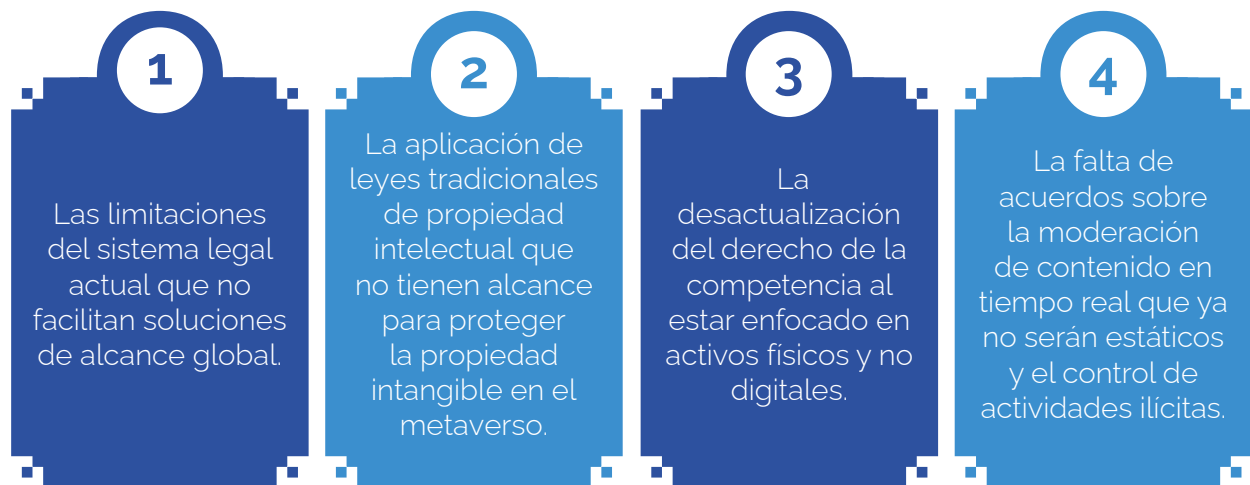 1
Las limitaciones
del sistema legal
actual que no
facilitan soluciones
de alcance global.
2
La aplicación de
leyes tradicionales
de propiedad
intelectual que
no tienen alcance
para proteger
la propiedad
intangible en el
metaverso.
3
La
desactualización
del derecho de la
competencia al
estar enfocado en
activos físicos y no
digitales.
4
La falta de
acuerdos sobre
la moderación
de contenido en
tiempo real que ya
no serán estáticos
y el control de
actividades ilícitas.